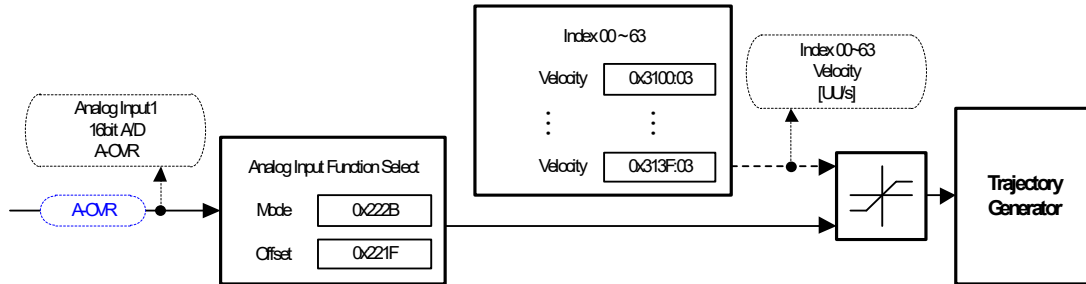 Index 00 ~ 63
Velocity 0x3100:03
Velocity 0x313F:03
Index 00~63
Velocity
[UU/s]
Analog Input1
16bit A/D
A-OVR
A-OVR
Analog Input Function Select
Mode 0x222B
Offset 0x221F
Trajectory
Generator